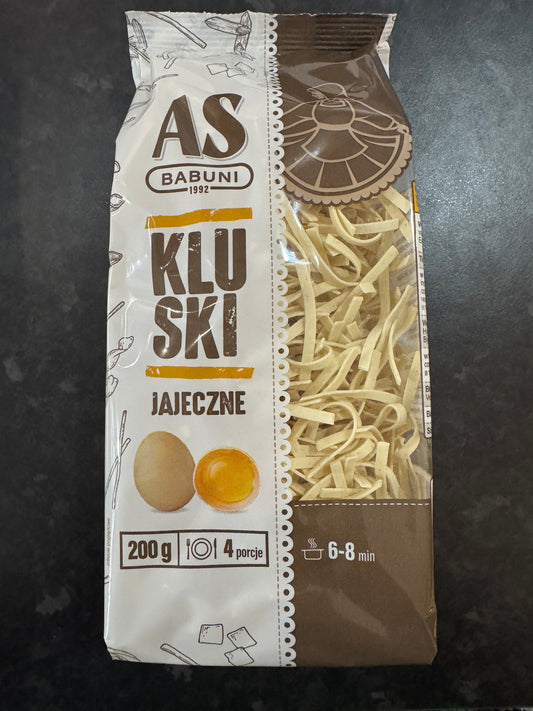 AS
BABUNI
1992
KLU
SKI
JAJECZNE
200 g
4 porcje
6-8 min